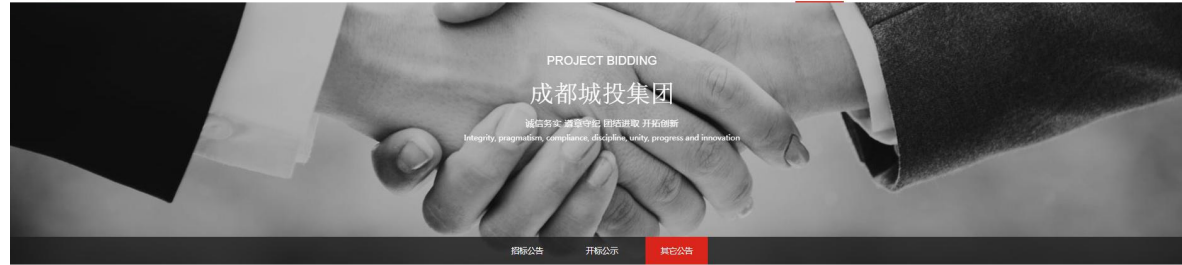 PROJECT BIDDING
成都城投集团
诚信务实 遵章守纪 团结进取 开拓创新
Integrity, pragmatism, compliance, discipline, unity, progress and innovation
招标公告 开标公示 其它公告